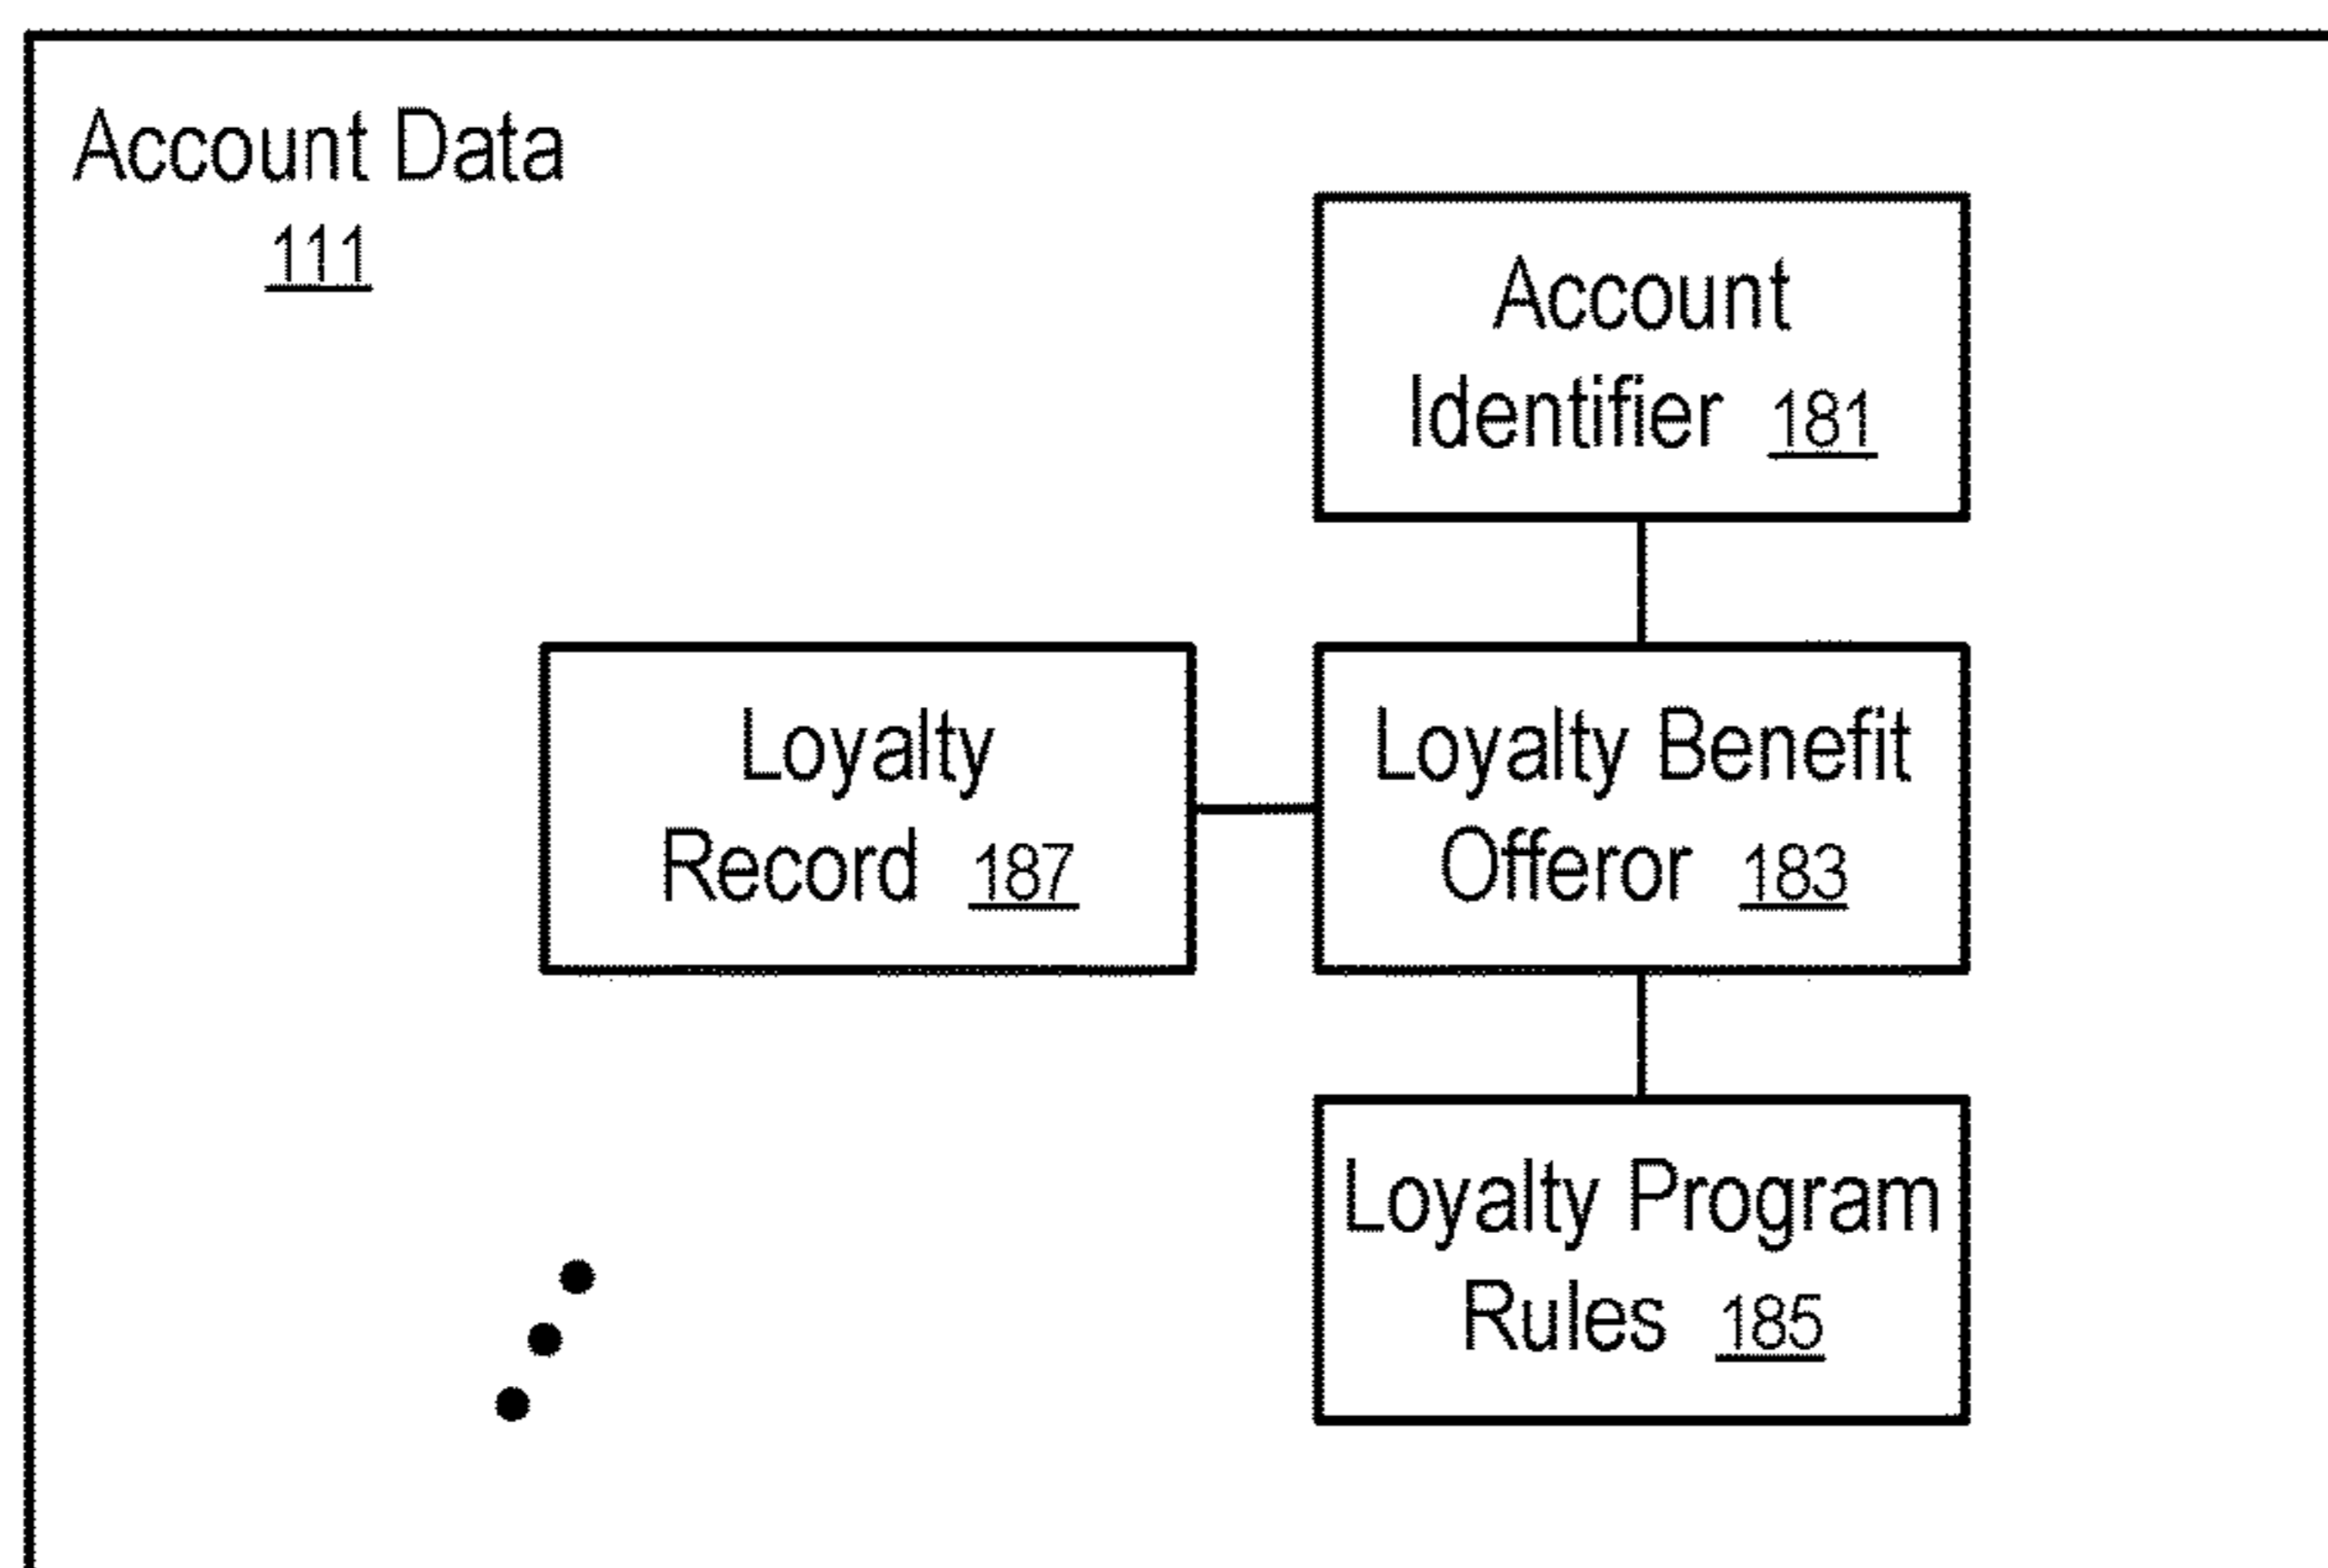 Account Data
111
Account
Identifier 181
Loyalty
Record 187
Loyalty Benefit
Offeror 183
Loyalty Program
Rules 185